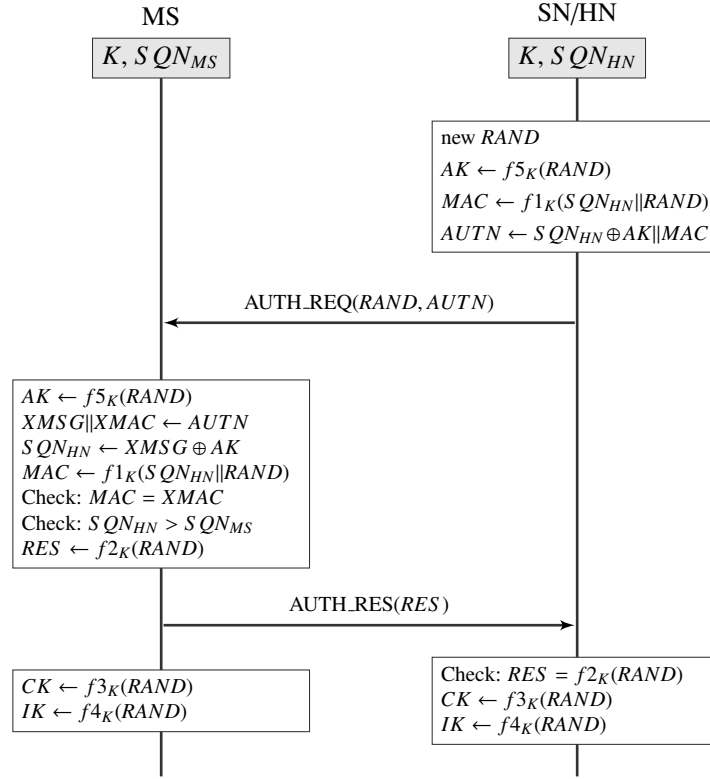 MS
SN/HN
K, SQN_MS
K, SQN_HN
new RAND
AK ← f5_K(RAND)
MAC ← f1_K(SQN_HN||RAND)
AUTN ← SQN_HN ⊕ AK||MAC
AUTH_REQ(RAND, AUTN)
AK ← f5_K(RAND)
XMSG||XMAC ← AUTN
SQN_HN ← XMSG ⊕ AK
MAC ← f1_K(SQN_HN||RAND)
Check: MAC = XMAC
Check: SQN_HN > SQN_MS
RES ← f2_K(RAND)
AUTH_RES(RES)
CK ← f3_K(RAND)
IK ← f4_K(RAND)
Check: RES = f2_K(RAND)
CK ← f3_K(RAND)
IK ← f4_K(RAND)